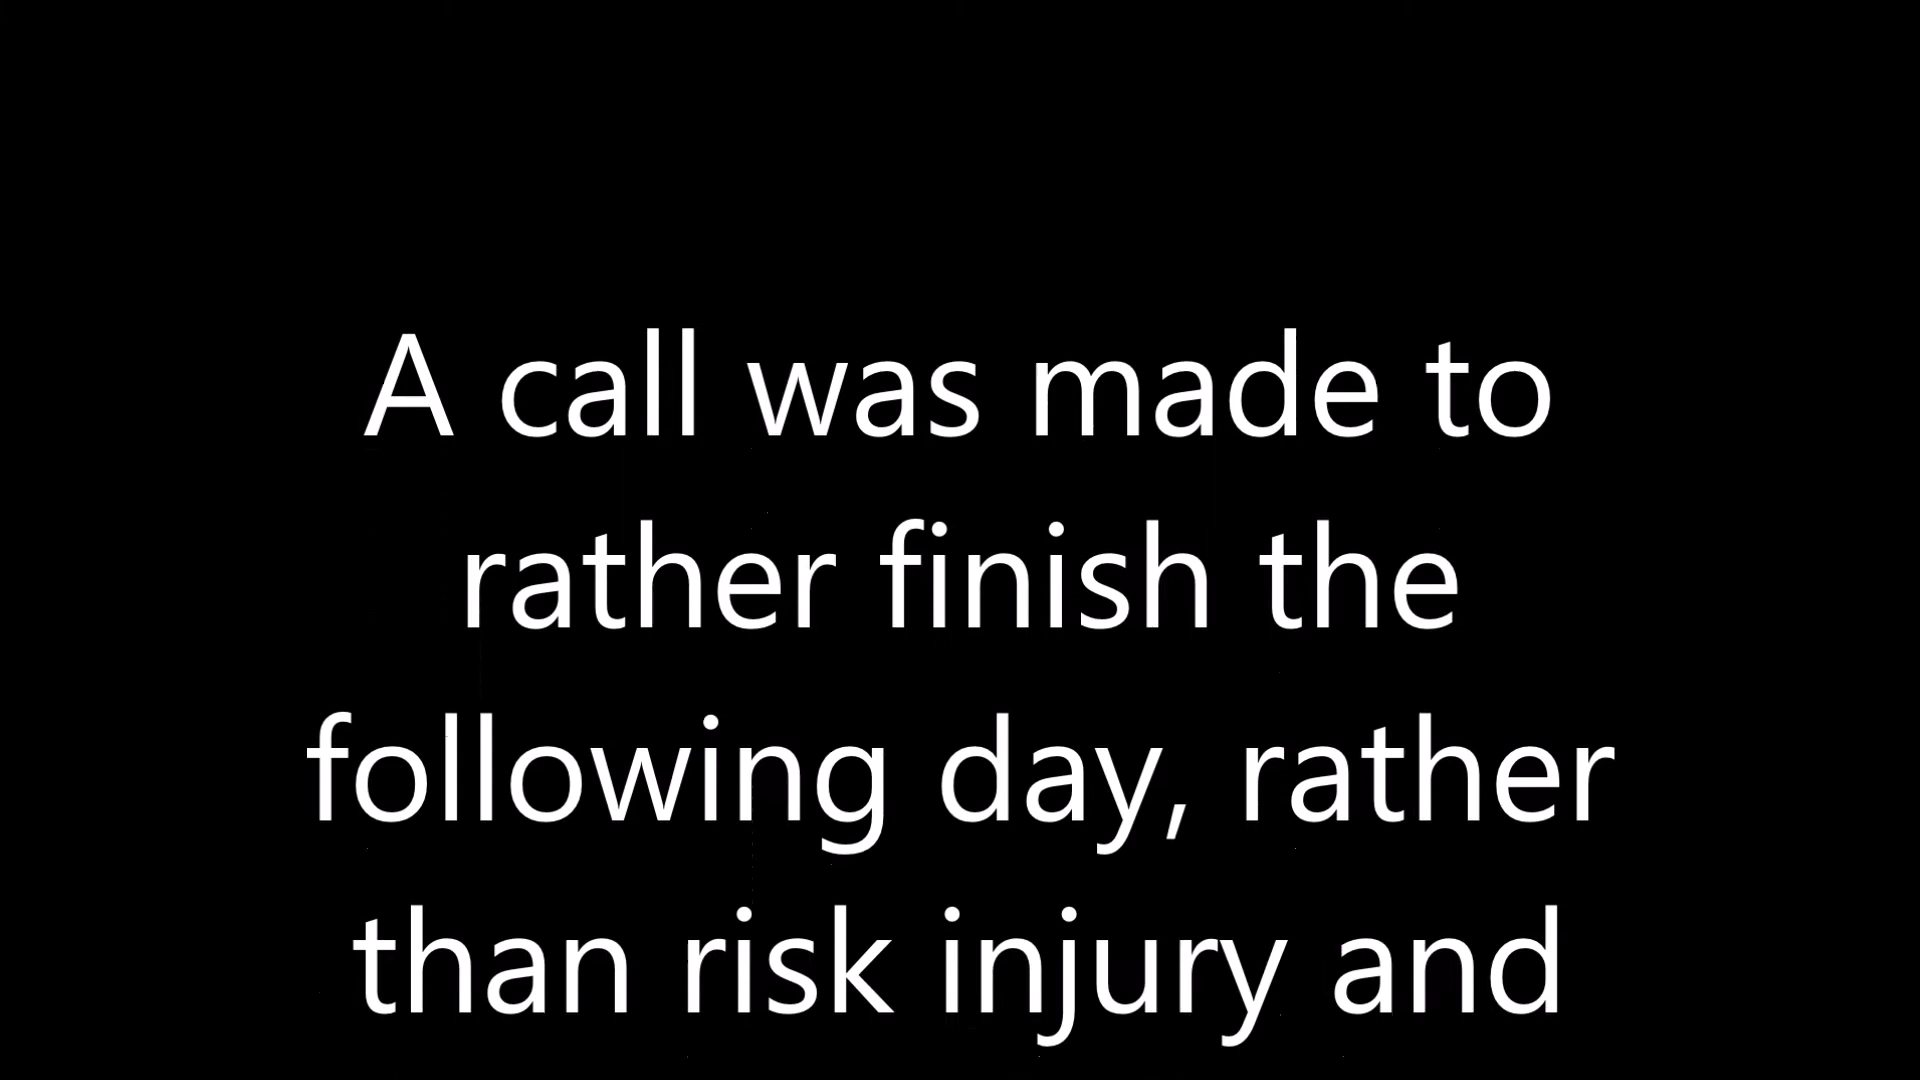 A call was made to
rather finish the
following day, rather
than risk injury and